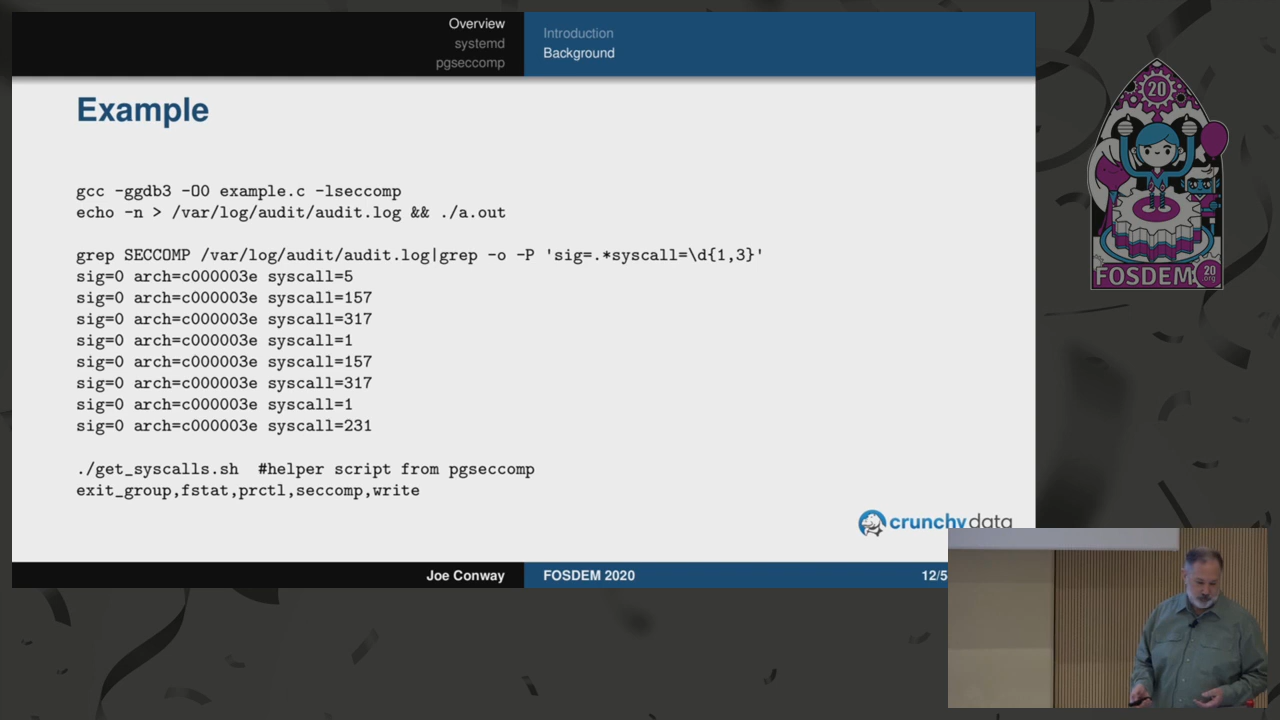 Overview
systemd
pgseccomp
Introduction
Background
Example
gcc -ggdb3 -O0 example.c -lseccomp
echo -n > /var/log/audit/audit.log && ./a.out
grep SECCOMP /var/log/audit/audit.log|grep -o -P 'sig=.*syscall=\d{1,3}'
sig=0 arch=c000003e syscall=5
sig=0 arch=c000003e syscall=157
sig=0 arch=c000003e syscall=317
sig=0 arch=c000003e syscall=1
sig=0 arch=c000003e syscall=157
sig=0 arch=c000003e syscall=317
sig=0 arch=c000003e syscall=1
sig=0 arch=c000003e syscall=231
./get_syscalls.sh  #helper script from pgseccomp
exit_group,fstat,prctl,seccomp,write
crunchy data
Joe Conway
FOSDEM 2020
12/5
20
FOSDEM 20
.org